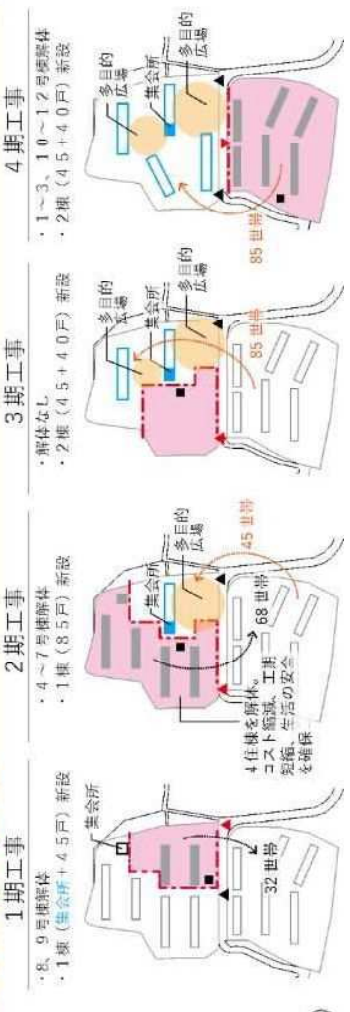 1期工事
・8、9号棟解体
・1棟（集会所＋45戸）新設
集会所
32世帯
2期工事
・4～7号棟解体
・1棟（85戸）新設
集会所
多目的
広場
45世帯
68世帯
4住棟を解体。
コスト縮減、工期
短縮、生活の安全
を確保
3期工事
・解体なし
・2棟（45＋40戸）新設
多目的
広場
集会所
多目的
広場
85世帯
4期工事
・1～3、10～12号棟解体
・2棟（45＋40戸）新設
多目的
広場
集会所
多目的
広場
85世帯